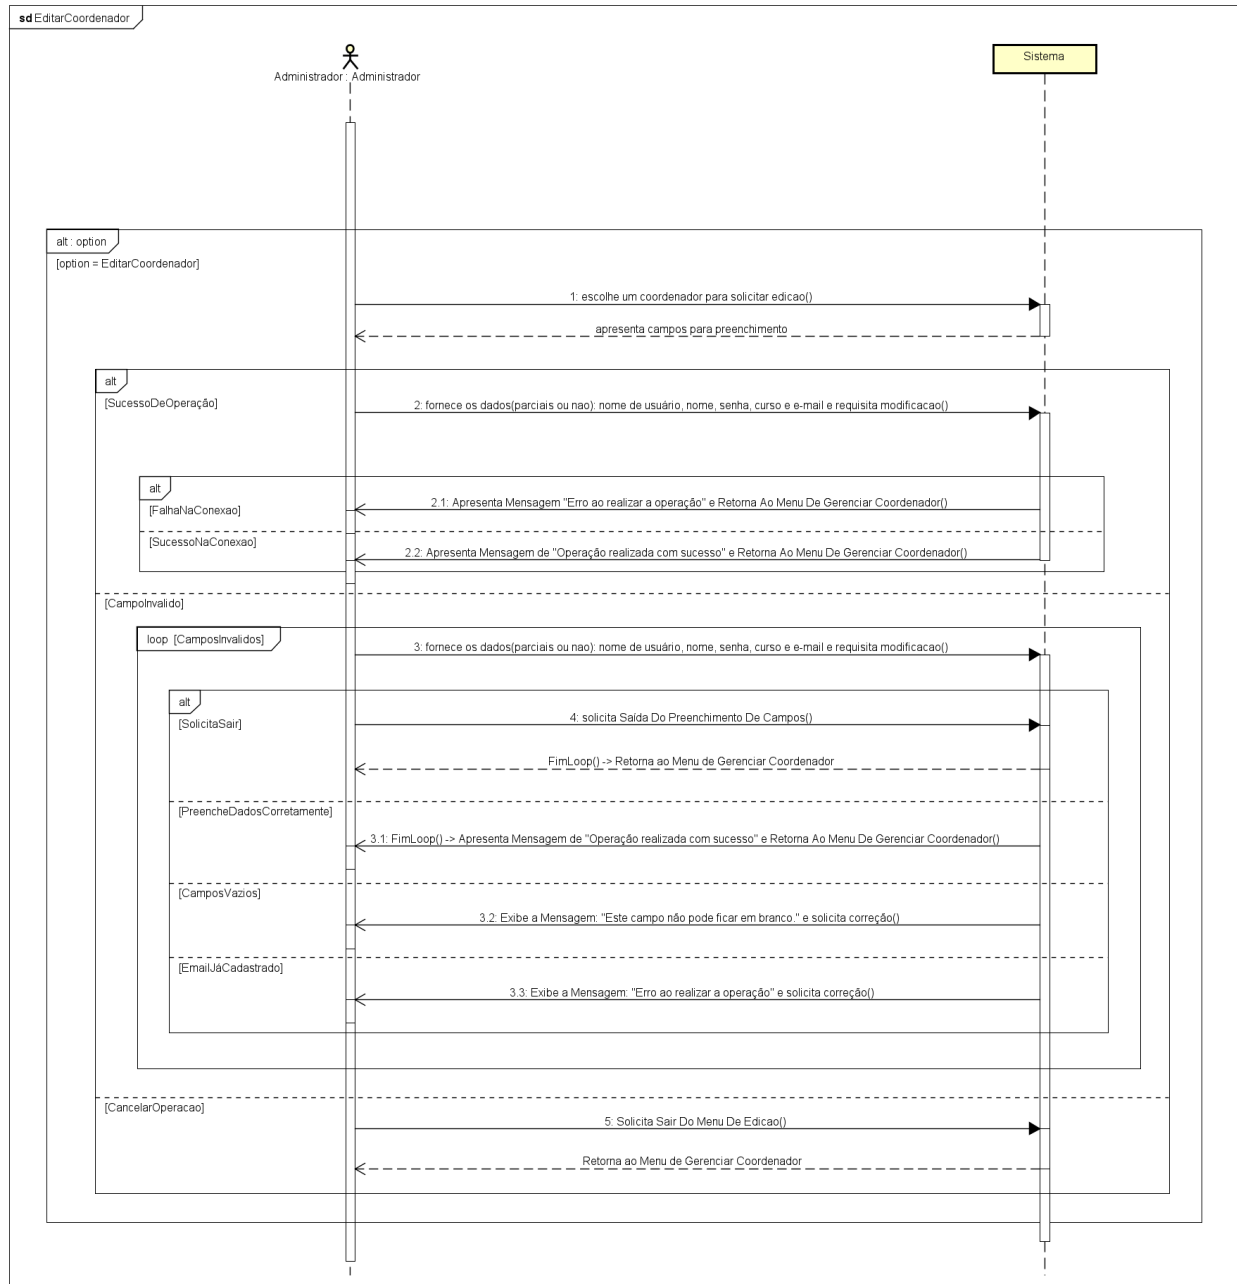 sd EditarCoordenador
Administrador : Administrador
Sistema
alt : option
[option = EditarCoordenador]
1: escolhe um coordenador para solicitar edicao()
apresenta campos para preenchimento
alt
[SucessoDeOperação]
2: fornece os dados(parciais ou nao): nome de usuário, nome, senha, curso e e-mail e requisita modificacao()
alt
2.1: Apresenta Mensagem "Erro ao realizar a operação" e Retorna Ao Menu De Gerenciar Coordenador()
[FalhaNaConexao]
[SucessoNaConexao]
2.2: Apresenta Mensagem de "Operação realizada com sucesso" e Retorna Ao Menu De Gerenciar Coordenador()
[CampoInvalido]
loop [CamposInvalidos]
3: fornece os dados(parciais ou nao): nome de usuário, nome, senha, curso e e-mail e requisita modificacao()
alt
[SolicitaSair]
4: solicita Saída Do Preenchimento De Campos()
FimLoop() -> Retorna ao Menu de Gerenciar Coordenador
[PreencheDadosCorretamente]
3.1: FimLoop() -> Apresenta Mensagem de "Operação realizada com sucesso" e Retorna Ao Menu De Gerenciar Coordenador()
[CamposVazios]
3.2: Exibe a Mensagem: "Este campo não pode ficar em branco." e solicita correção()
[EmailJáCadastrado]
3.3: Exibe a Mensagem: "Erro ao realizar a operação" e solicita correção()
[CancelarOperacao]
5: Solicita Sair Do Menu De Edicao()
Retorna ao Menu de Gerenciar Coordenador